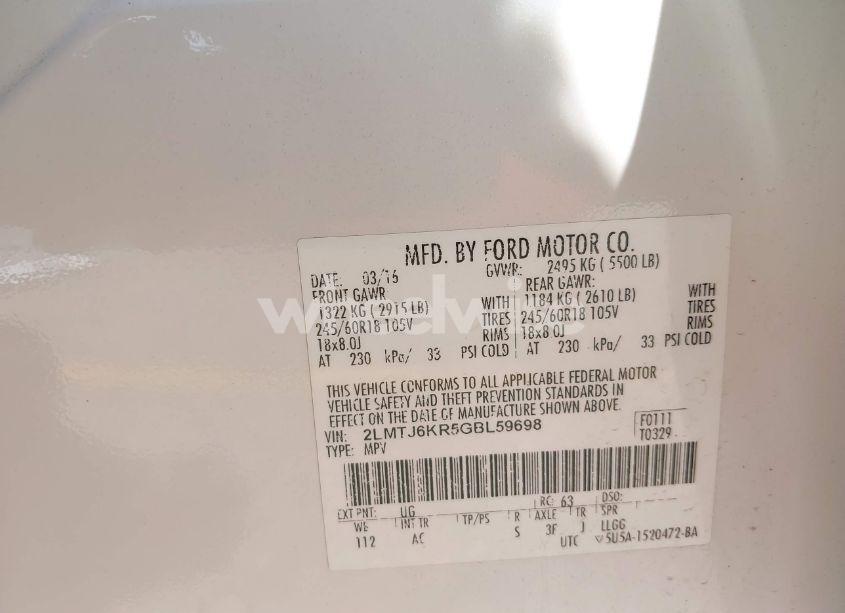 MFD. BY FORD MOTOR CO.
DATE: 03/16 GVWR: 2495 KG ( 5500 LB)
FRONT GAWR: REAR GAWR:
1322 KG ( 2915 LB) WITH 1184 KG ( 2610 LB) WITH
245/60R18 105V TIRES 245/60R18 105V TIRES
18x8.0J RIMS 18x8.0J RIMS
AT 230 kPa/ 33 PSI COLD AT 230 kPa/ 33 PSI COLD
THIS VEHICLE CONFORMS TO ALL APPLICABLE FEDERAL MOTOR
VEHICLE SAFETY AND THEFT PREVENTION STANDARDS IN
EFFECT ON THE DATE OF MANUFACTURE SHOWN ABOVE.
VIN: 2LMTJ6KR5GBL59698 F0111
TYPE: MPV T0329
EXT PNT: UG RC: 63 DSO:
WB INT TR TP/PS R AXLE TR SPR
112 AC S 3F J LLGG
UTC 5U5A-1520472-BA